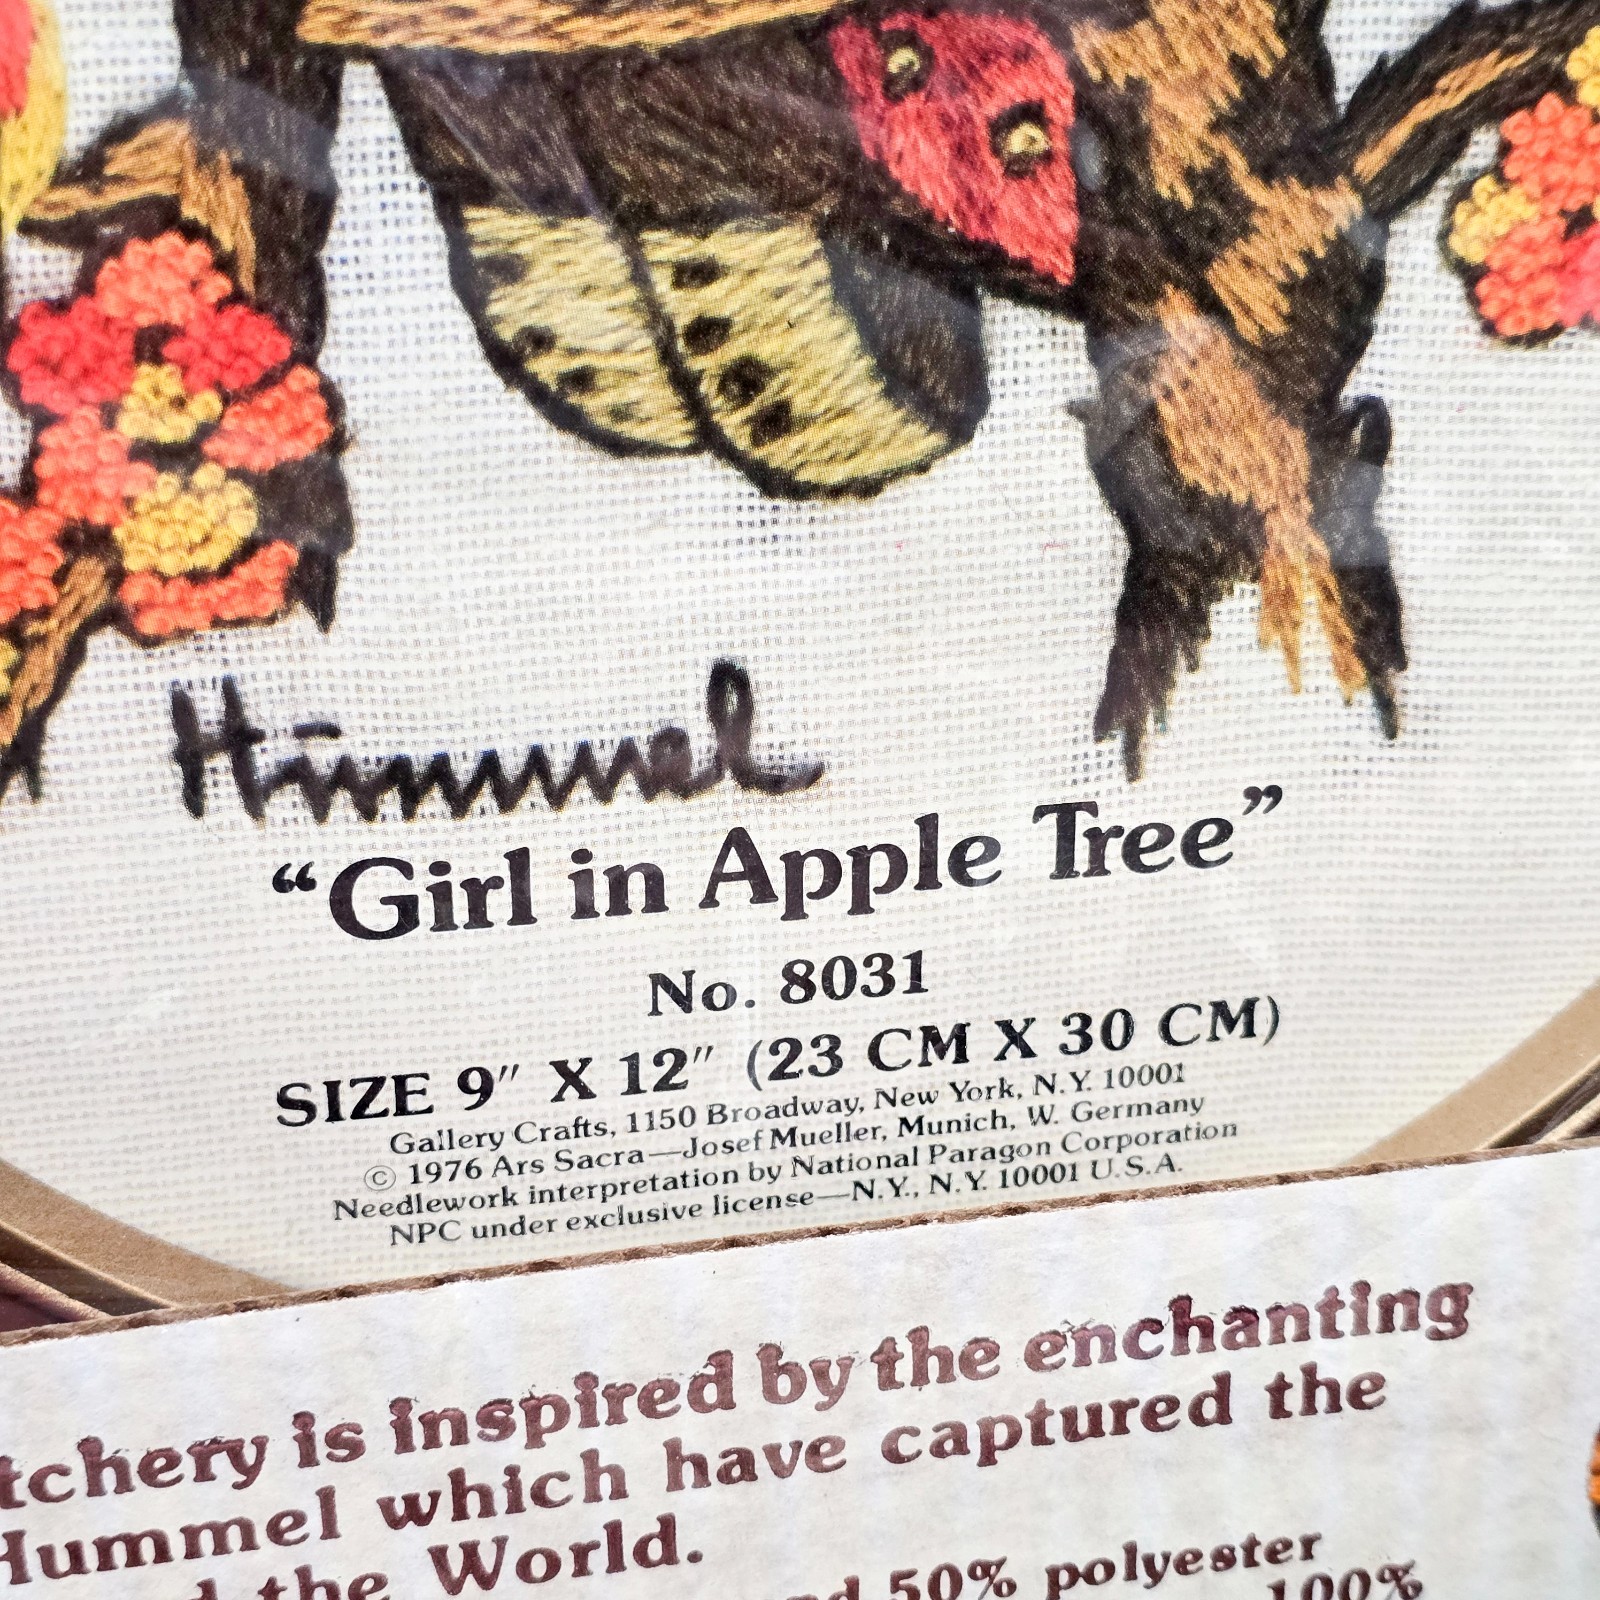 Hummel
“Girl in Apple Tree”
No. 8031
SIZE 9" X 12" (23 CM X 30 CM)
Gallery Crafts, 1150 Broadway, New York, N.Y. 10001
© 1976 Ars Sacra—Josef Mueller, Munich, W. Germany
Needlework interpretation by National Paragon Corporation
NPC under exclusive license—N.Y., N.Y. 10001 U.S.A.
tchery is inspired by the enchanting
Hummel which have captured the
the World.
50% polyester
100%